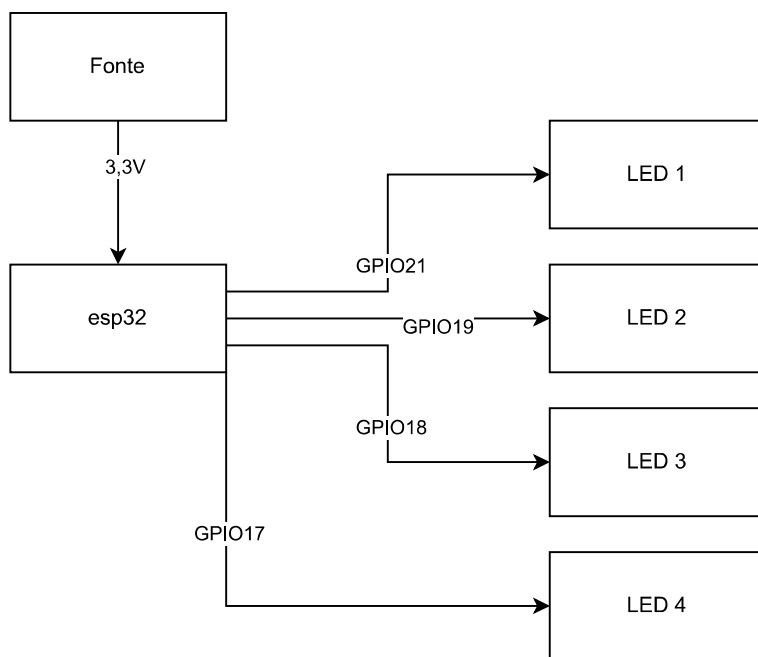 Fonte
3,3V
LED 1
GPIO21
esp32
GPIO19
LED 2
GPIO18
LED 3
GPIO17
LED 4